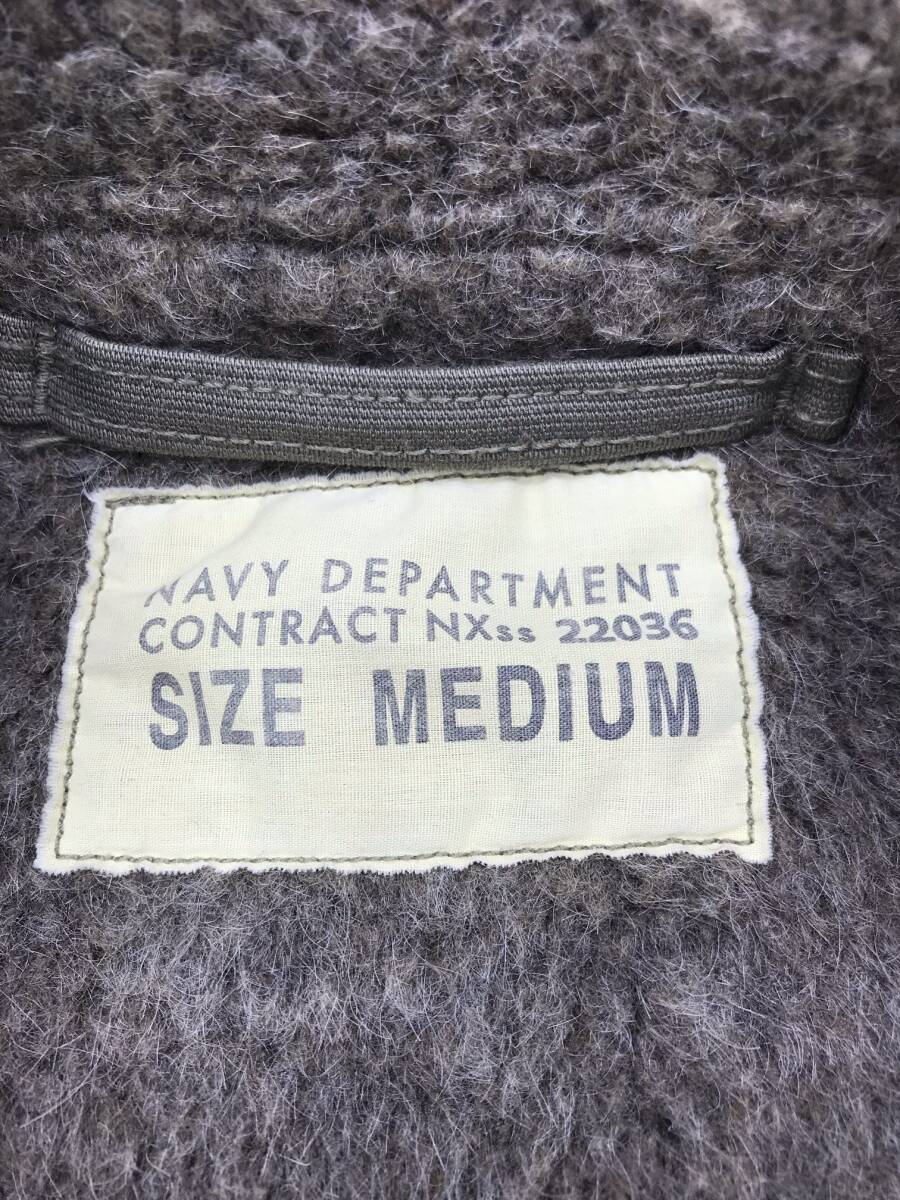 NAVY DEPARTMENT
CONTRACT NXss 22036
SIZE MEDIUM